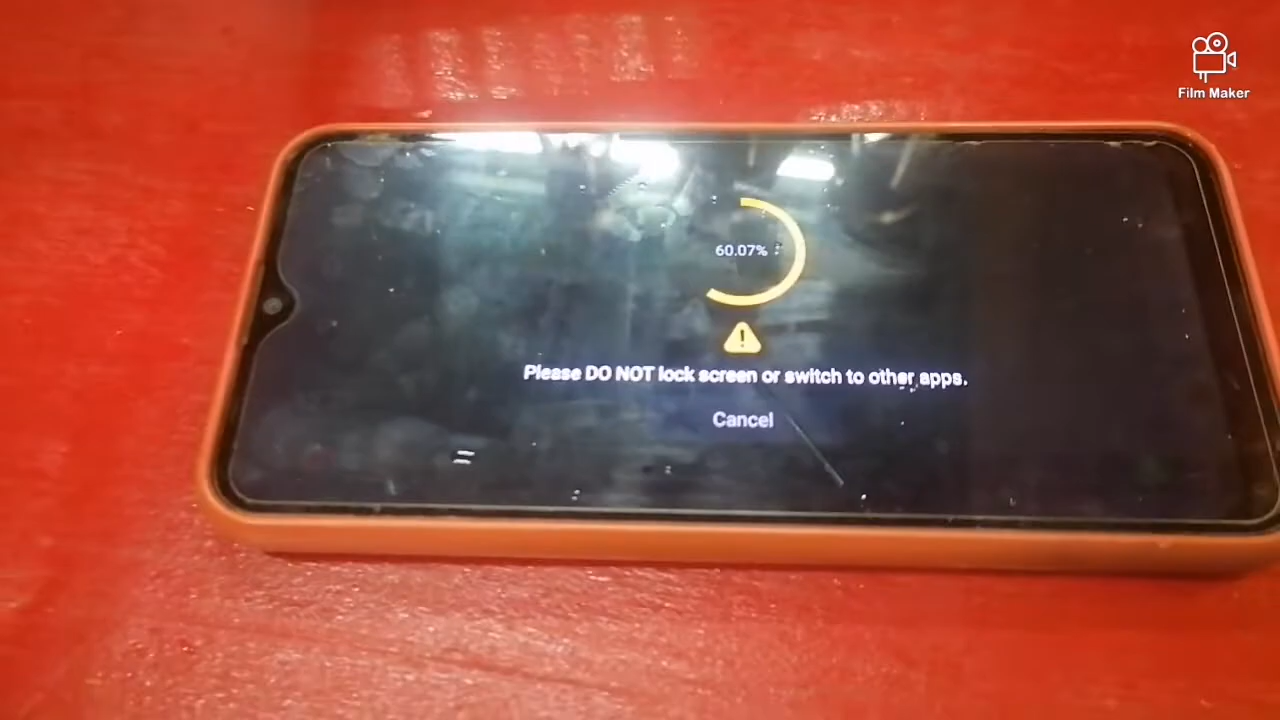 Film Maker
60.07%
Please DO NOT lock screen or switch to other apps.
Cancel